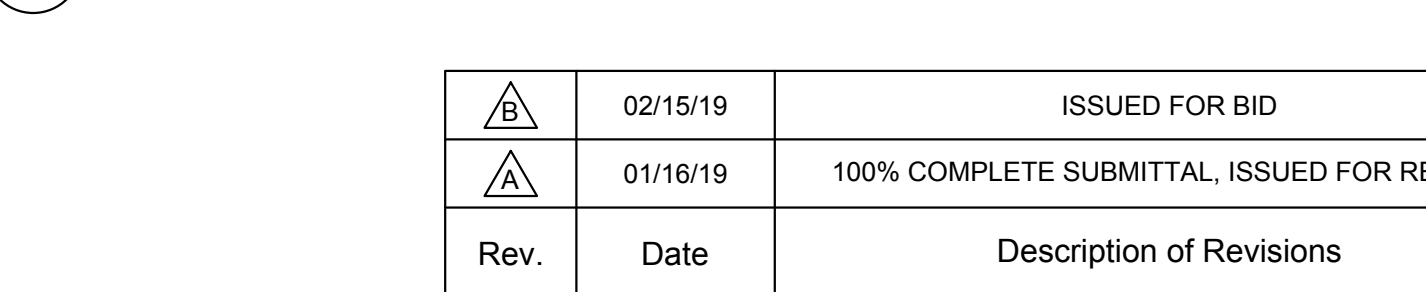 B 02/15/19 ISSUED FOR BID
A 01/16/19 100% COMPLETE SUBMITTAL, ISSUED FOR
Rev. Date Description of Revisions